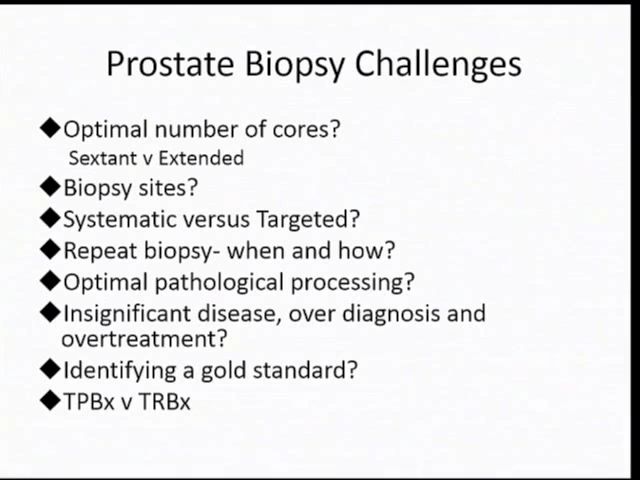 Prostate Biopsy Challenges
◆Optimal number of cores?
Sextant v Extended
◆Biopsy sites?
◆Systematic versus Targeted?
◆Repeat biopsy- when and how?
◆Optimal pathological processing?
◆Insignificant disease, over diagnosis and
overtreatment?
◆Identifying a gold standard?
◆TPBx v TRBx